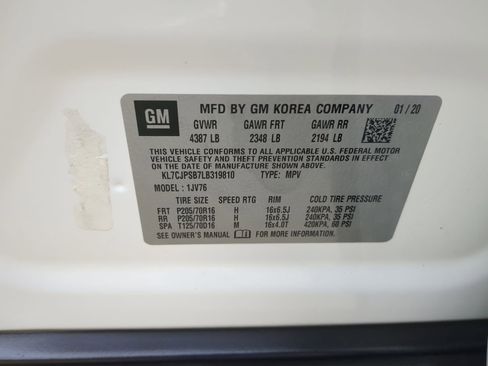 GM MFD BY GM KOREA COMPANY 01/20
GVWR GAWR FRT GAWR RR
4387 LB 2348 LB 2194 LB
THIS VEHICLE CONFORMS TO ALL APPLICABLE U.S. FEDERAL MOTOR
VEHICLE SAFETY AND THEFT PREVENTION STANDARDS IN EFFECT
ON THE DATE OF MANUFACTURE SHOWN ABOVE.
KL7CJPSB7LB319810 TYPE: MPV
MODEL : 1JV76
TIRE SIZE SPEED RTG RIM COLD TIRE PRESSURE
FRT P205/70R16 H 16x6.5J 240KPA, 35 PSI
RR P205/70R16 H 16x6.5J 240KPA, 35 PSI
SPA T125/70D16 M 16x4.0T 420KPA, 60 PSI
SEE OWNER'S MANUAL FOR MORE INFORMATION.